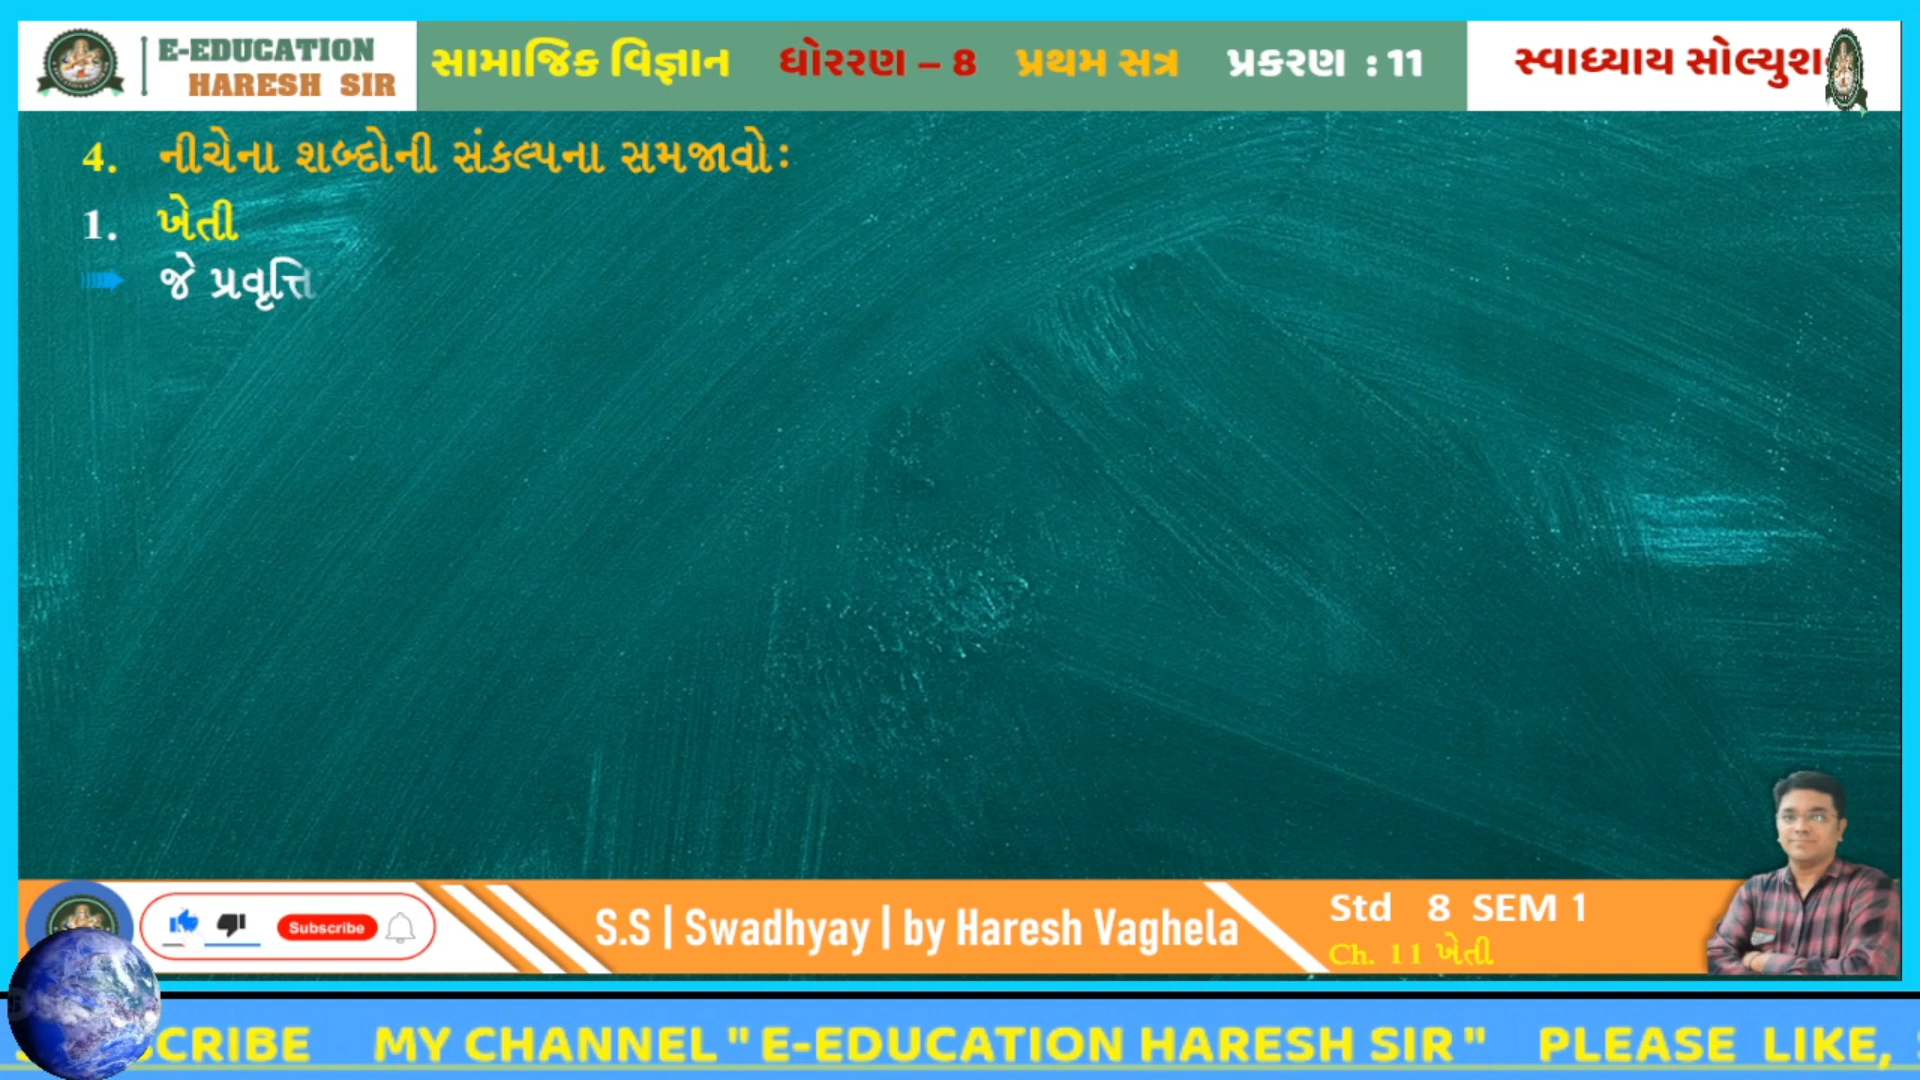 E-EDUCATION
HARESH SIR
સામાજિક વિજ્ઞાન ધોરરણ – 8 પ્રથમ સત્ર પ્રકરણ : 11
સ્વાધ્યાય સોલ્યુશ
4. નીચેના શબ્દોની સંકલ્પના સમજાવો:
1. ખેતી
જે પ્રવૃત્તિ
Subscribe
S.S | Swadhyay | by Haresh Vaghela
Std 8 SEM 1
Ch. 11 ખેતી
CRIBE MY CHANNEL " E-EDUCATION HARESH SIR " PLEASE LIKE,